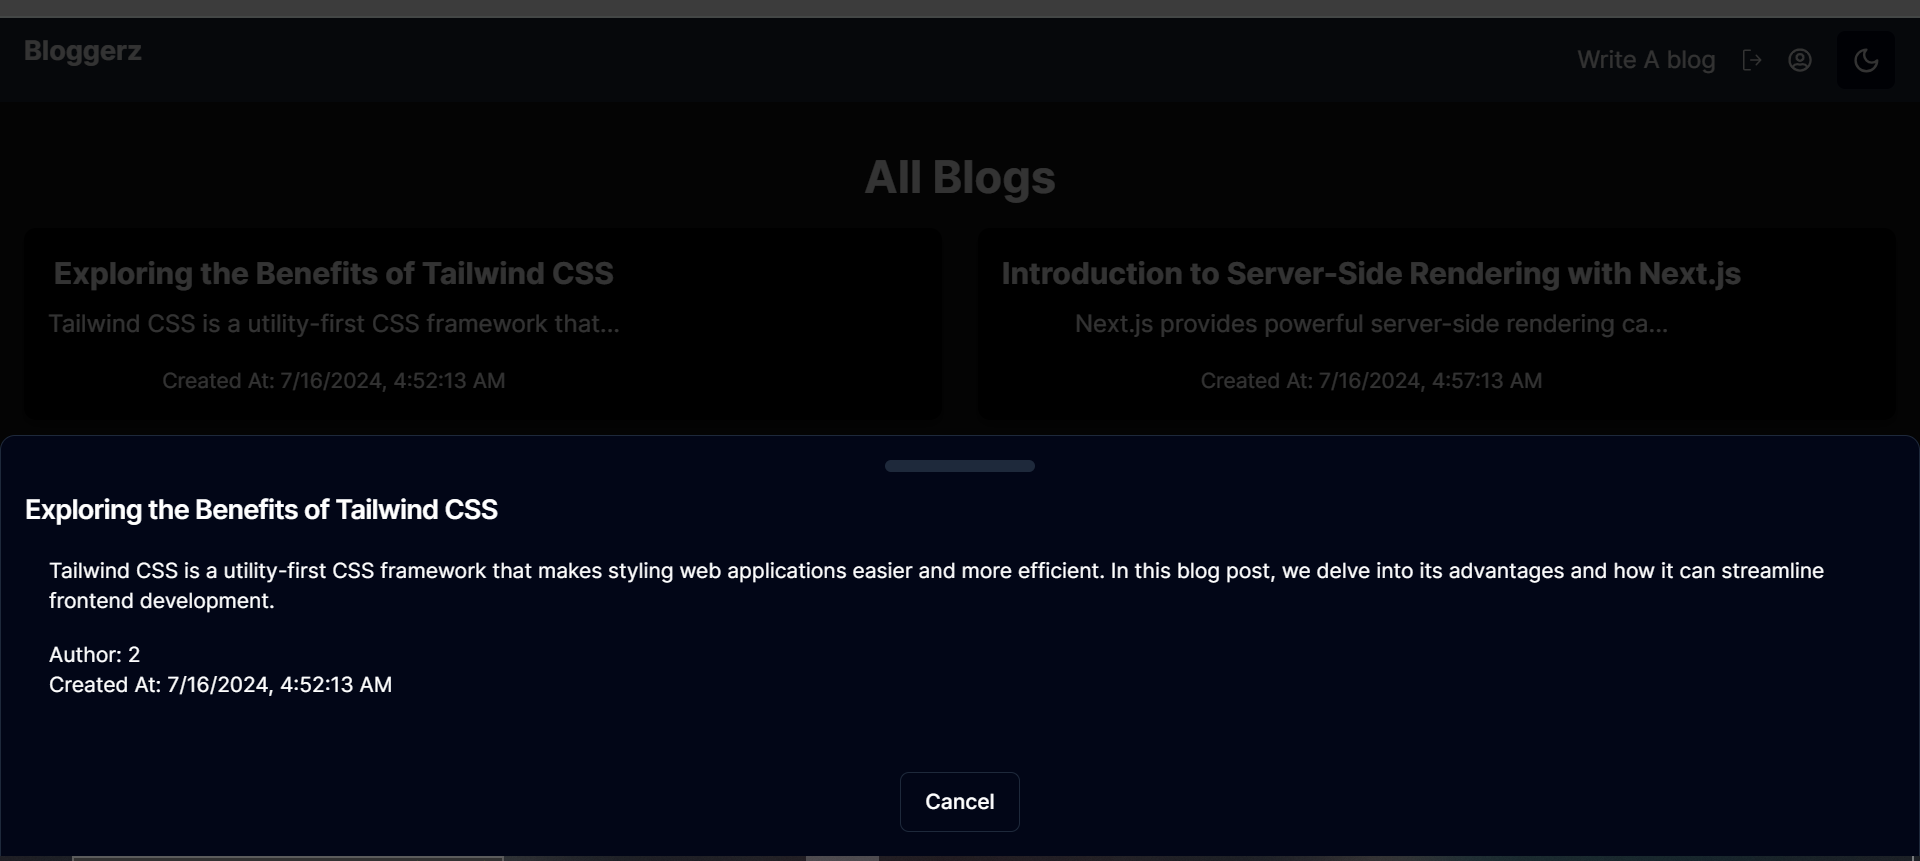 Bloggerz
Write A blog
All Blogs
Exploring the Benefits of Tailwind CSS
Tailwind CSS is a utility-first CSS framework that...
Created At: 7/16/2024, 4:52:13 AM
Introduction to Server-Side Rendering with Next.js
Next.js provides powerful server-side rendering ca...
Created At: 7/16/2024, 4:57:13 AM
Exploring the Benefits of Tailwind CSS
Tailwind CSS is a utility-first CSS framework that makes styling web applications easier and more efficient. In this blog post, we delve into its advantages and how it can streamline
frontend development.
Author: 2
Created At: 7/16/2024, 4:52:13 AM
Cancel